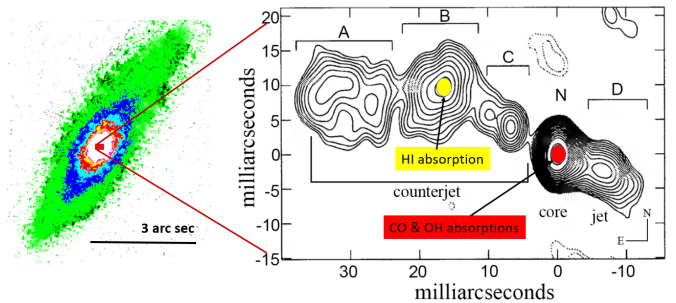 3 arc sec
milliarcseconds
20
15
10
5
0
-5
-10
-15
A
B
C
N
D
HI absorption
counterjet
core
jet
CO & OH absorptions
N
E
30
20
10
0
-10
milliarcseconds